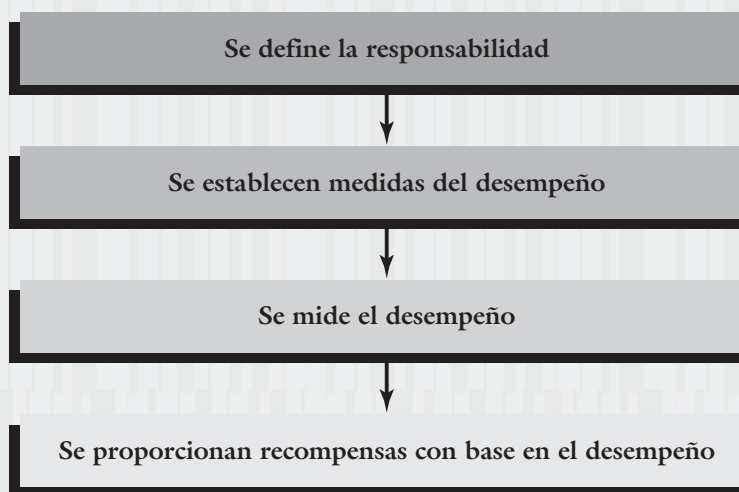 Se define la responsabilidad
Se establecen medidas del desempeño
Se mide el desempeño
Se proporcionan recompensas con base en el desempeño